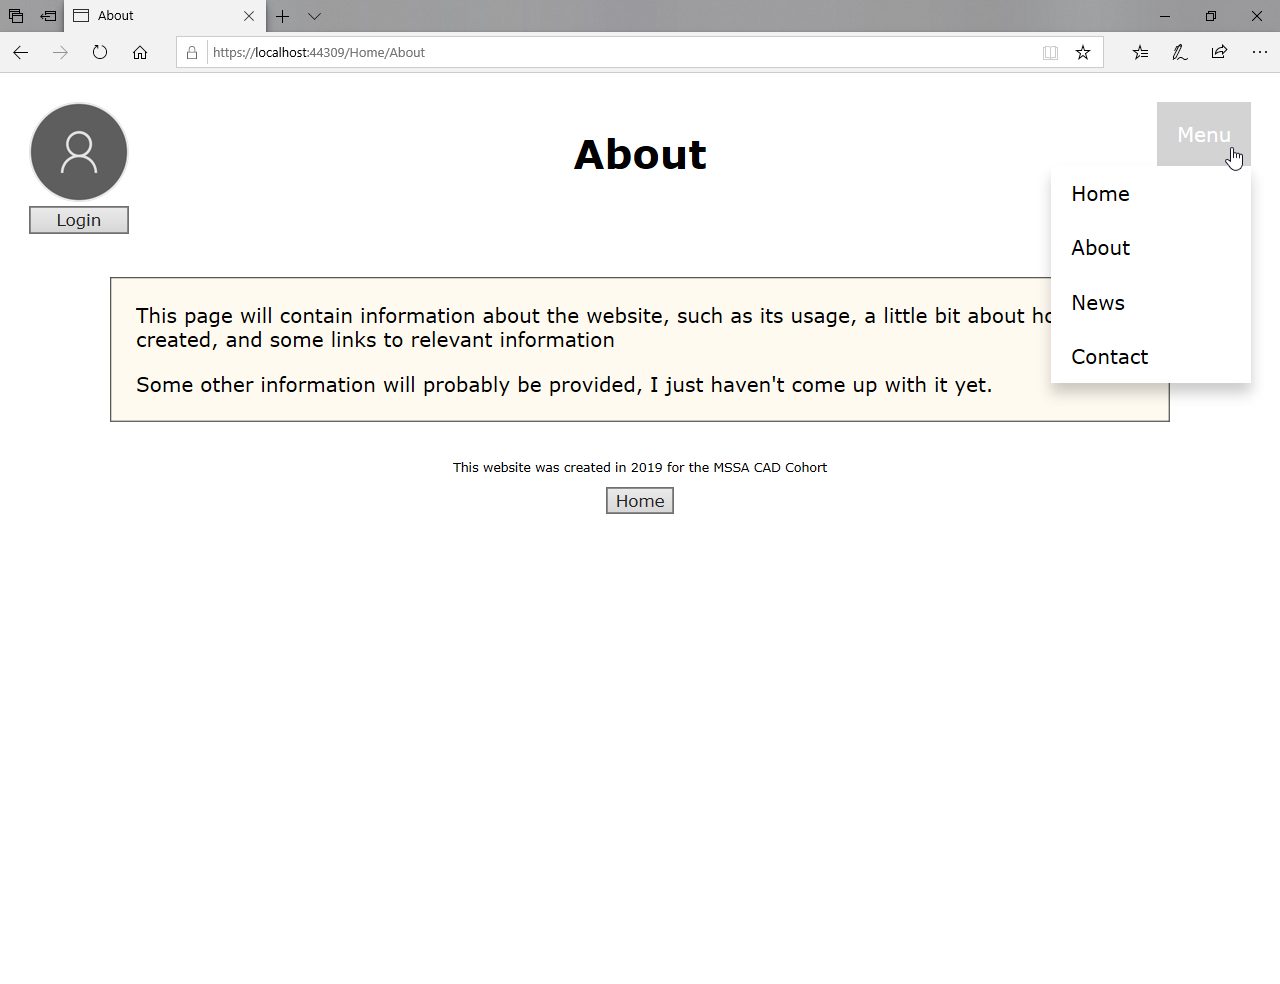 About
https://localhost:44309/Home/About
Menu
About
Login
Home
About
News
Contact
This page will contain information about the website, such as its usage, a little bit about
created, and some links to relevant information
Some other information will probably be provided, I just haven't come up with it yet.
This website was created in 2019 for the MSSA CAD Cohort
Home